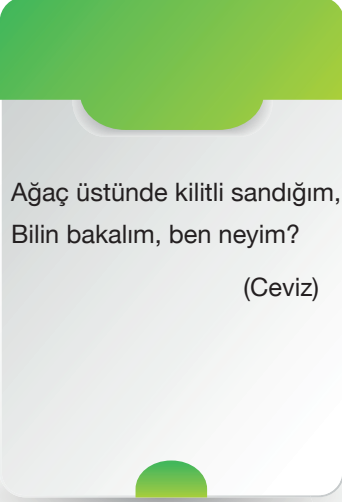 Ağaç üstünde kilitli sandığım,
Bilin bakalım, ben neyim?
(Ceviz)